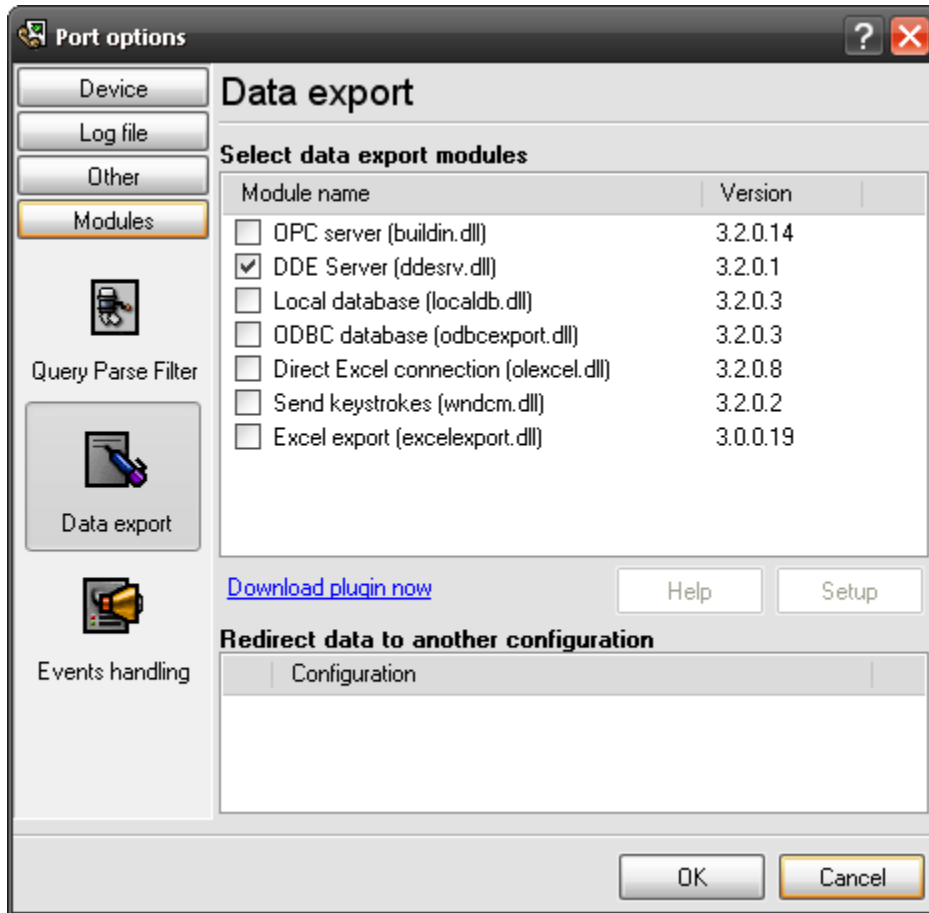 Port options
?
Device
Log file
Other
Modules
Query Parse Filter
Data export
Events handling
Data export
Select data export modules
Module name Version
OPC server (buildin.dll) 3.2.0.14
DDE Server (ddesrv.dll) 3.2.0.1
Local database (localdb.dll) 3.2.0.3
ODBC database (odbcexport.dll) 3.2.0.3
Direct Excel connection (olexcel.dll) 3.2.0.8
Send keystrokes (wndcm.dll) 3.2.0.2
Excel export (excelexport.dll) 3.0.0.19
Download plugin now Help Setup
Redirect data to another configuration
Configuration
OK Cancel